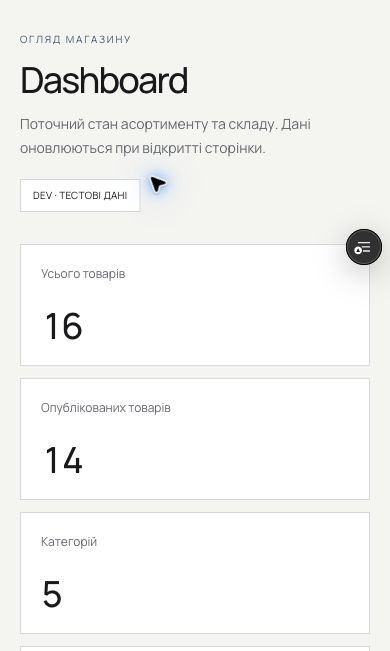 ОГЛЯД МАГАЗИНУ
Dashboard
Поточний стан асортименту та складу. Дані
оновлюються при відкритті сторінки.
DEV · ТЕСТОВІ ДАНІ
Усього товарів
16
Опублікованих товарів
14
Категорій
5